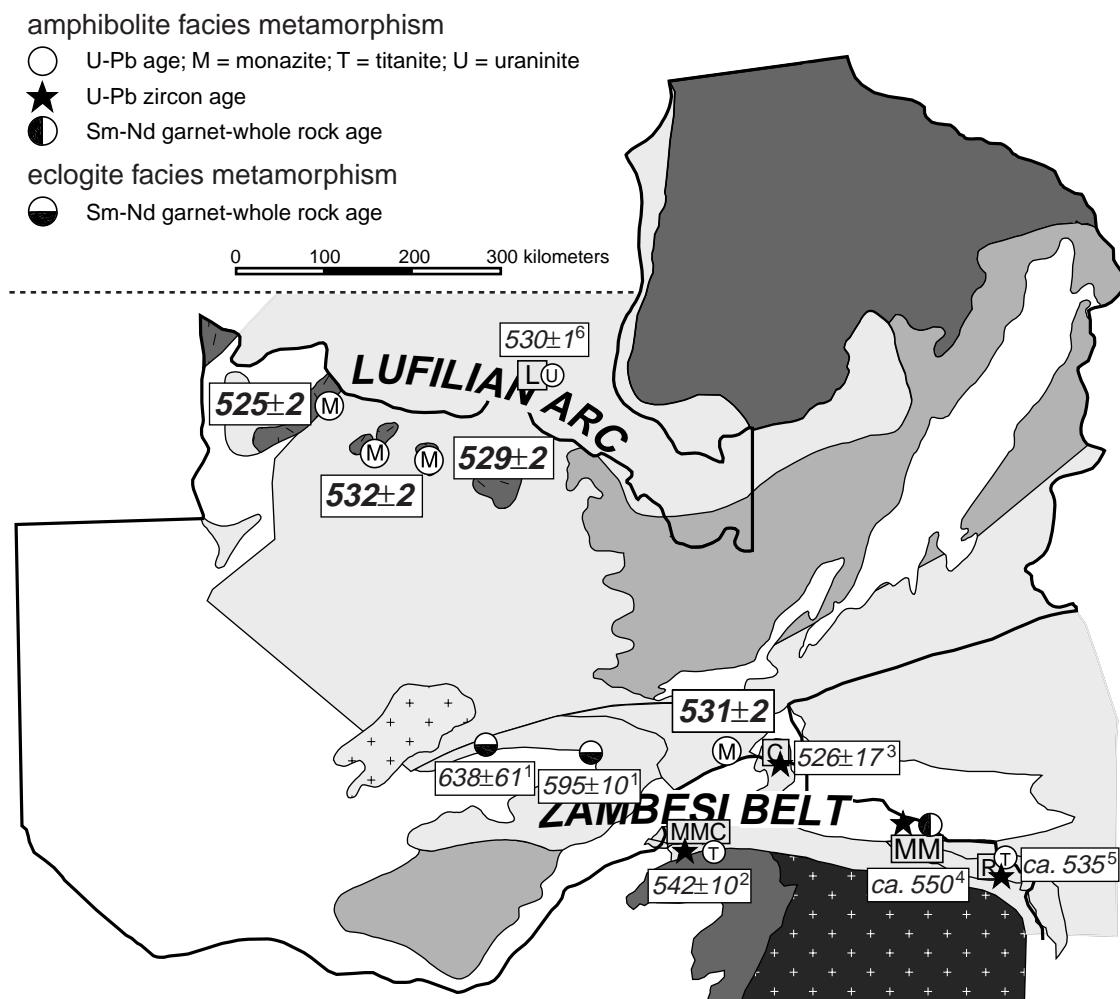 amphibolite facies metamorphism
U-Pb age; M = monazite; T = titanite; U = uraninite
U-Pb zircon age
Sm-Nd garnet-whole rock age
eclogite facies metamorphism
Sm-Nd garnet-whole rock age
0 100 200 300 kilometers
530±1⁶
L U
LUFILIAN ARC
525±2 M
M M 529±2
532±2
531±2
M C 526±17³
638±61¹ 595±10¹
ZAMBESI BELT
MMC
T
MM T
R ca. 535⁵
542±10² ca. 550⁴